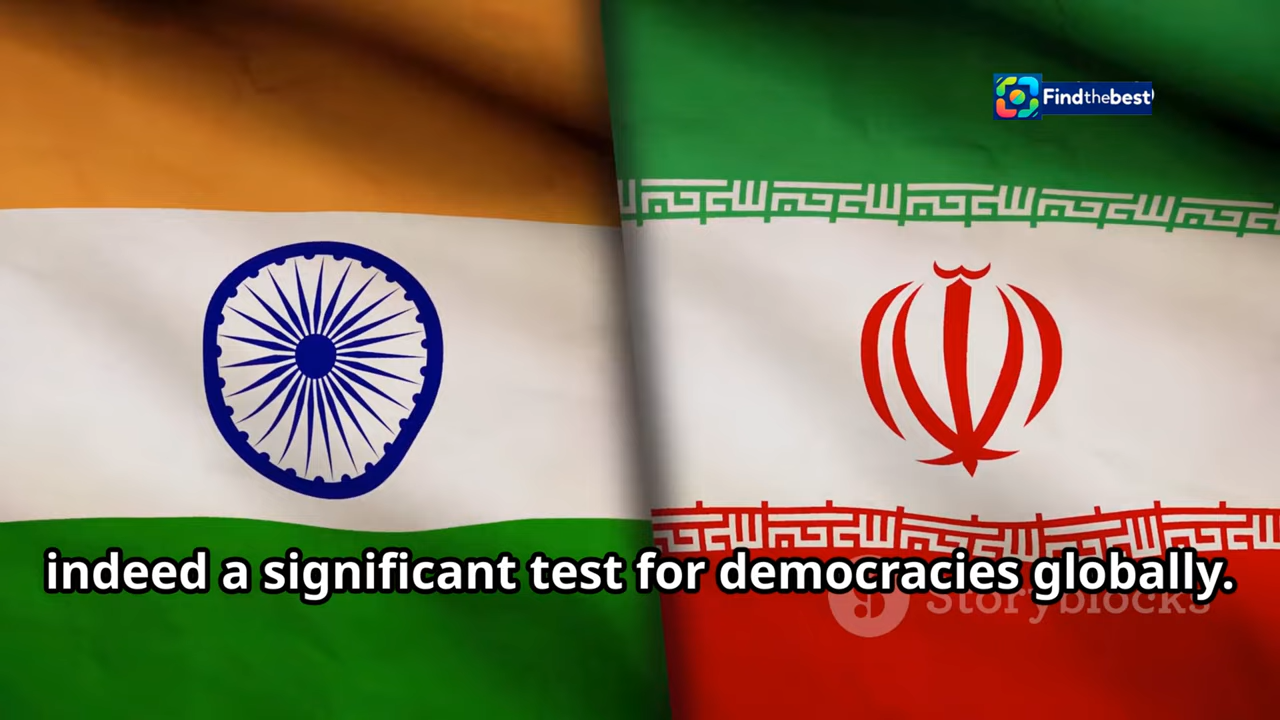 Findthebest
indeed a significant test for democracies globally.
Storyblocks